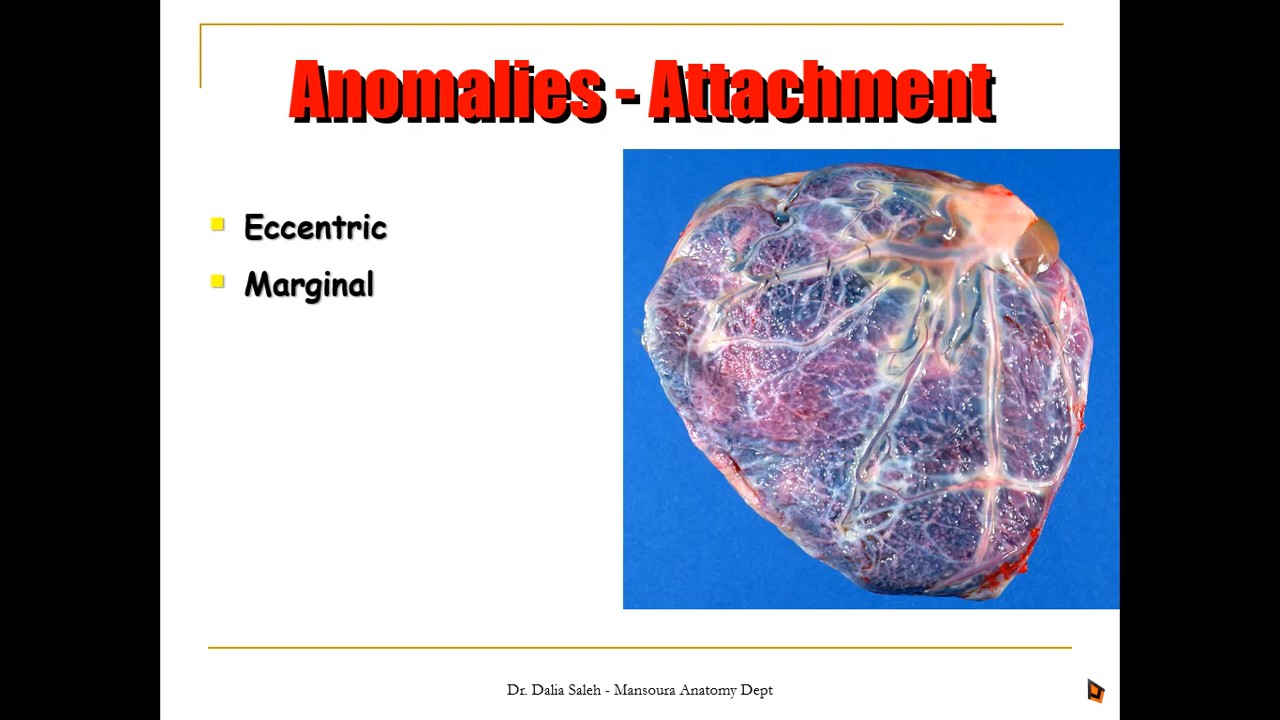 Anomalies - Attachment
Eccentric
Marginal
Dr. Dalia Saleh - Mansoura Anatomy Dept